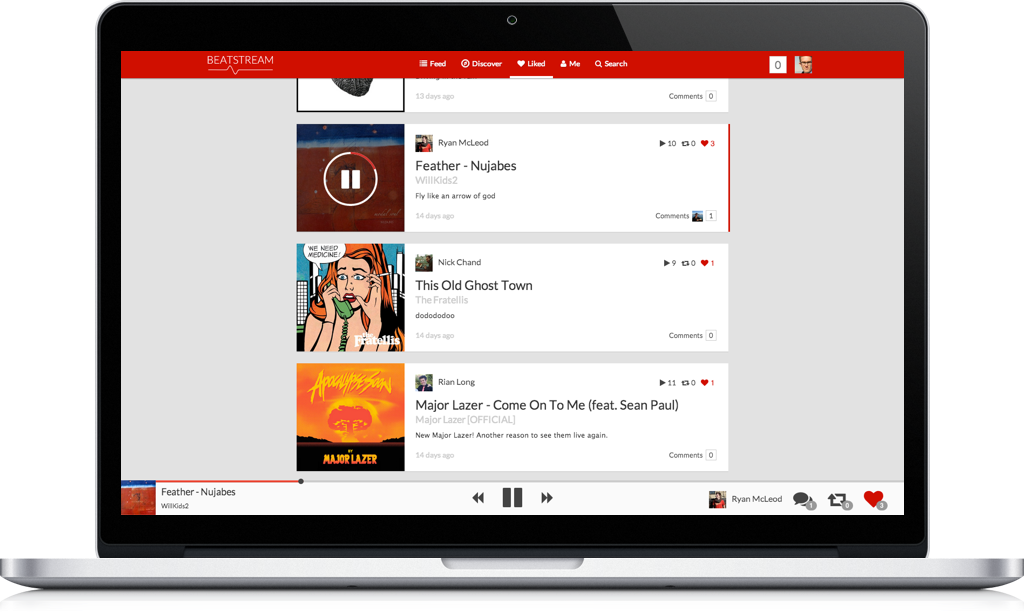 BEATSTREAM
Feed Discover Liked Me Search
0
13 days ago
Comments 0
Ryan McLeod
10 0 3
Feather - Nujabes
WillKids2
Fly like an arrow of god
14 days ago
Comments 1
WE NEED
MEDICINE!
The
Fratellis
Nick Chand
9 0 1
This Old Ghost Town
The Fratellis
dodododoo
14 days ago
Comments 0
APOCALYPSE SOON
BY
MAJOR LAZER
Rian Long
11 0 1
Major Lazer - Come On To Me (feat. Sean Paul)
Major Lazer [OFFICIAL]
New Major Lazer! Another reason to see them live again.
14 days ago
Comments 0
Feather - Nujabes
WillKids2
Ryan McLeod
1 0 3